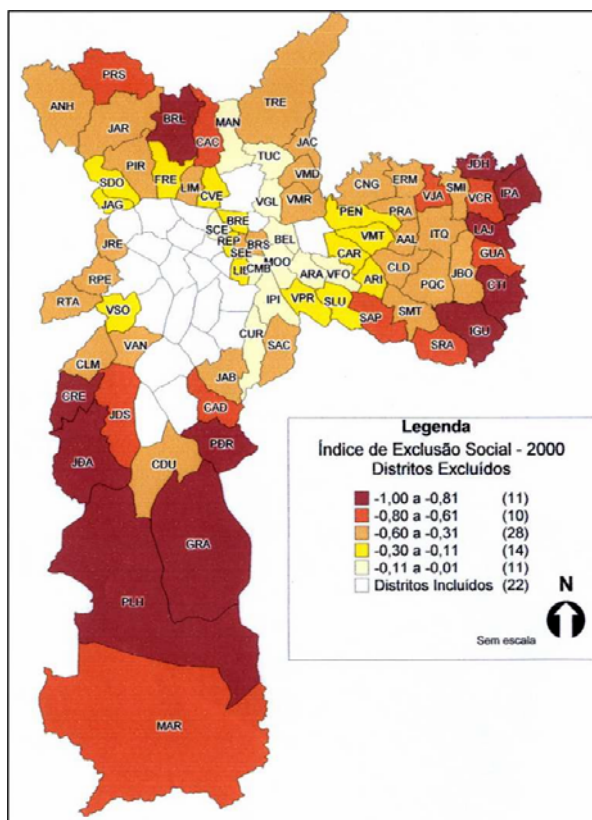 PRS
ANH
TRE
BRL
MAN
CAC
JAR
JAC
TUC
PIR
FRE
LIM
VMD
SDO
CVE
VMR
JAG
VGL
JDH
CNG
ERM
SMI
VJA
VCR
IPA
BRE
SCE
REP
BRS
BEL
SEE
PEN
PRA
VMT
AAL
ITQ
LAJ
JRE
CMB
MOO
CAR
GUA
RPE
ARA
VFO
ARI
CLD
JBO
RTA
IPI
VPR
SLU
PQC
VSO
SAP
SMT
IGU
VAN
CUR
SAC
SRA
CLM
JAB
CRE
JDS
CAD
PDR
JDA
CDU
GRA
PLH
MAR
Legenda
Índice de Exclusão Social - 2000
Distritos Excluídos
-1,00 a -0,81 (11)
-0,80 a -0,61 (10)
-0,60 a -0,31 (28)
-0,30 a -0,11 (14)
-0,11 a -0,01 (11)
Distritos Incluídos (22)
N
Sem escala